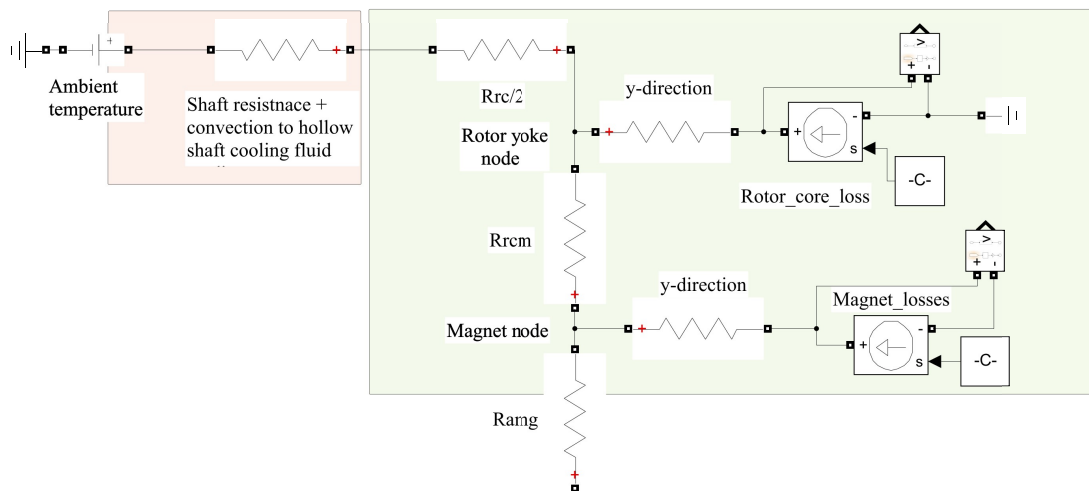 Ambient
temperature
Shaft resistnace +
convection to hollow
shaft cooling fluid
Rrc/2
Rotor yoke
node
y-direction
+
-
s
-C-
Rotor_core_loss
Rrcm
y-direction
Magnet_losses
Magnet node
+
-
s
-C-
Ramg